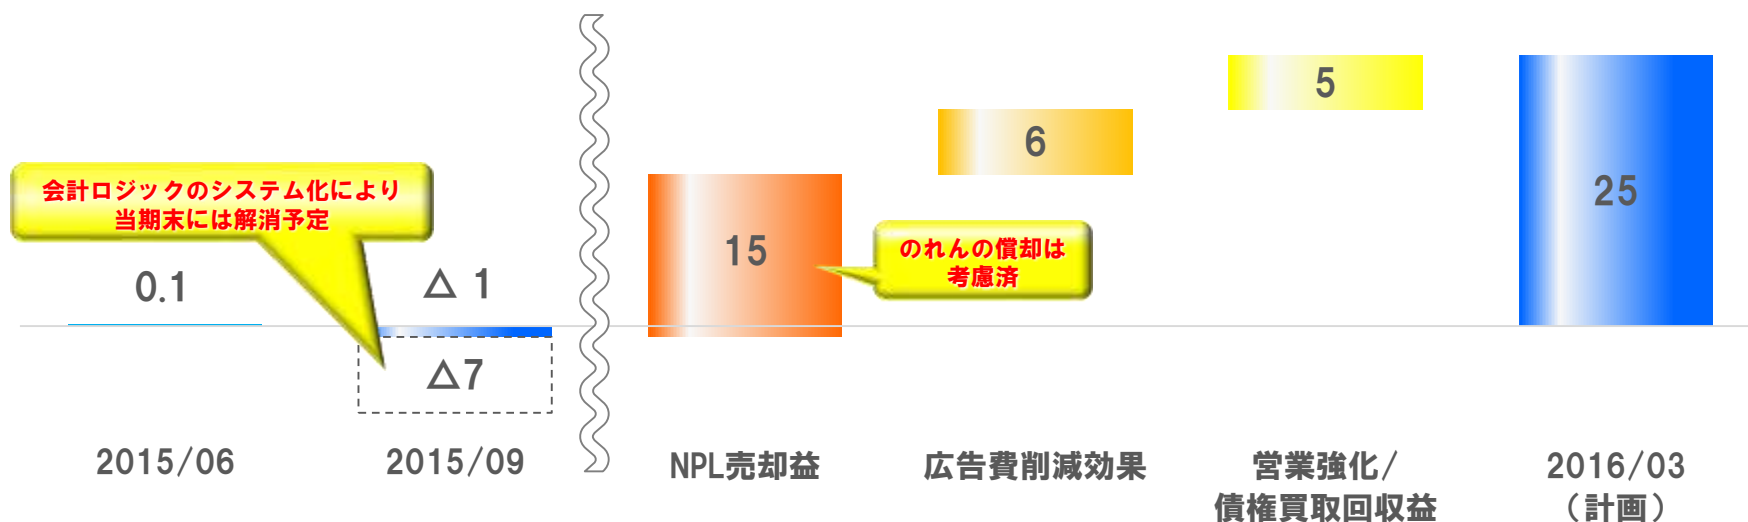 会計ロジックのシステム化により
当期末には解消予定
0.1
△ 1
△7
15
のれんの償却は
考慮済
6
5
25
2015/06
2015/09
NPL売却益
広告費削減効果
営業強化/
債権買取回収益
2016/03
（計画）